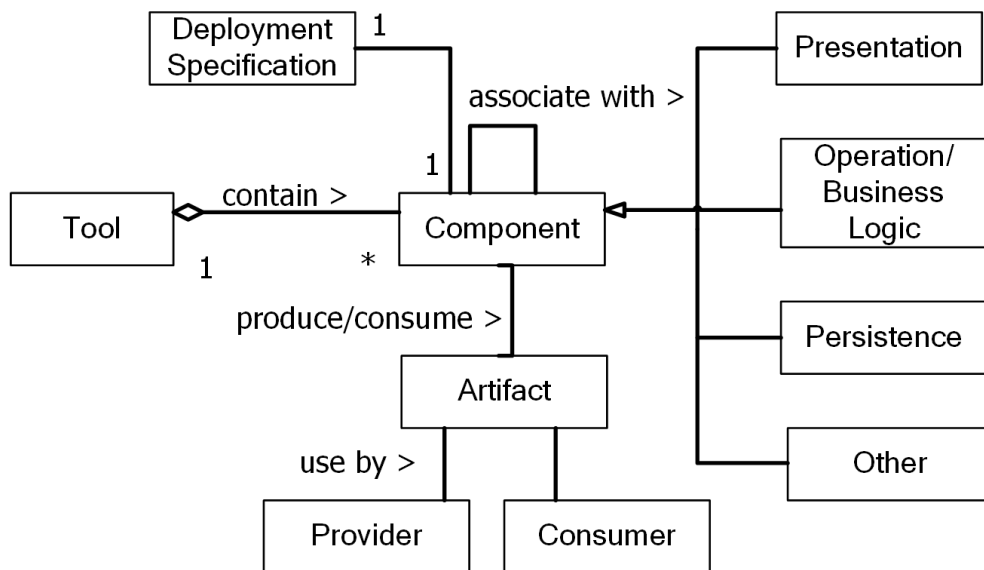 Deployment
Specification
1
Presentation
associate with >
Operation/
Business
Logic
1
contain >
Tool
Component
1
*
produce/consume >
Persistence
Artifact
use by >
Other
Provider
Consumer